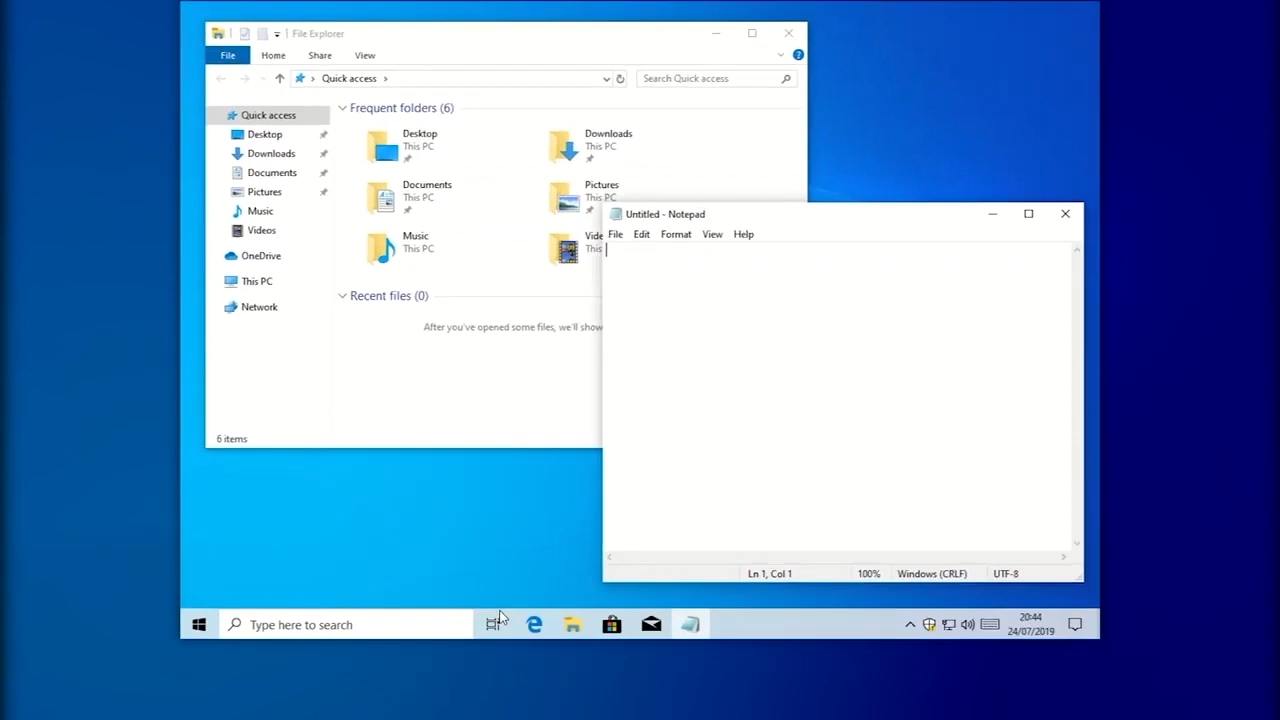 File Explorer
File Home Share View
Quick access
Search Quick access
Quick access
Desktop
Downloads
Documents
Pictures
Music
Videos
OneDrive
This PC
Network
Frequent folders (6)
Desktop
This PC
Downloads
This PC
Documents
This PC
Pictures
This PC
Music
This PC
Vide
This
Recent files (0)
After you've opened some files, we'll show
6 items
Untitled - Notepad
File Edit Format View Help
Ln 1, Col 1 100% Windows (CRLF) UTF-8
Type here to search
20:44
24/07/2019